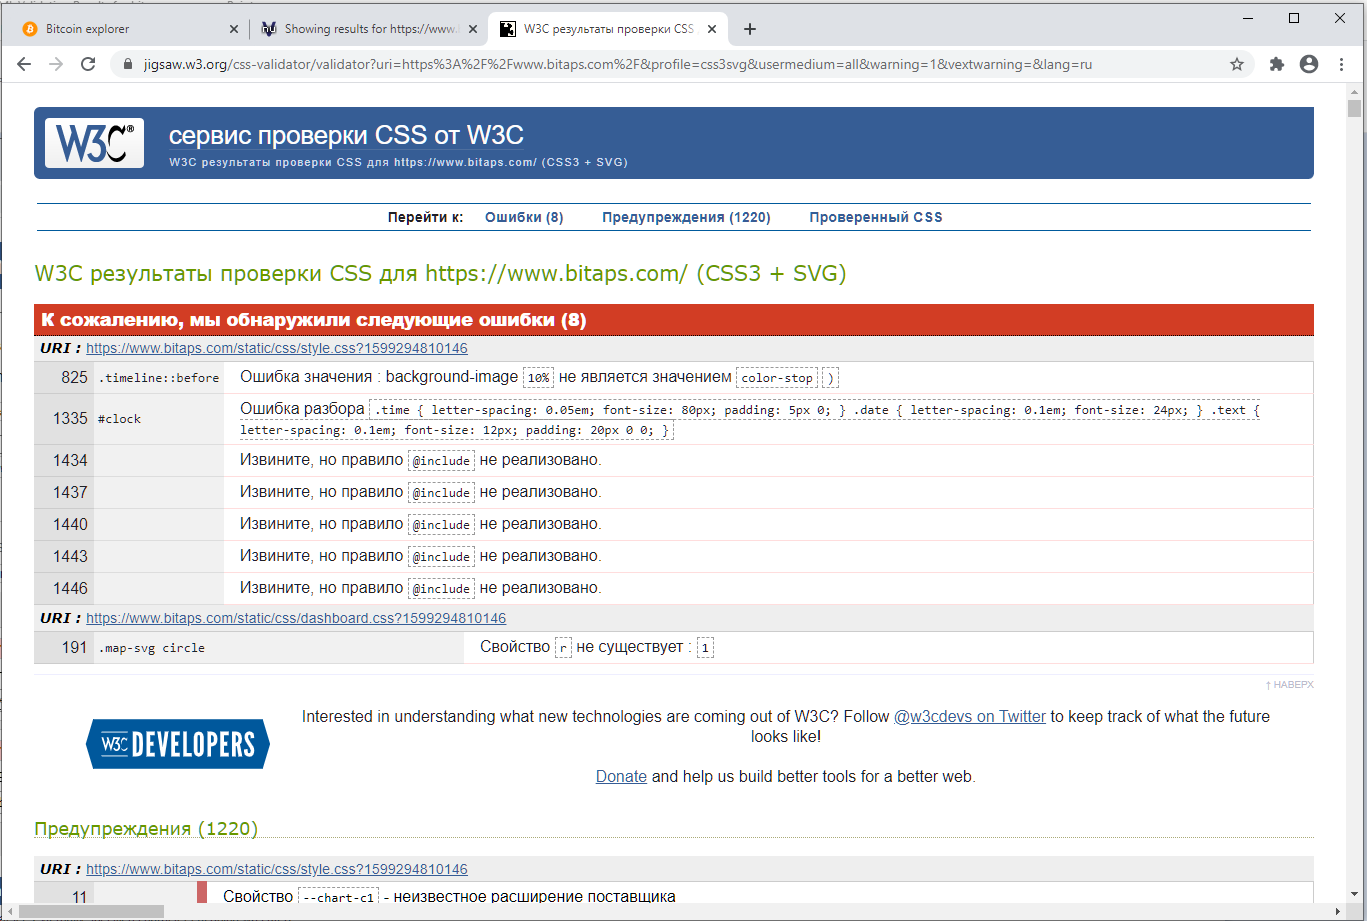 Bitcoin explorer
Showing results for https://www.
W3C результаты проверки CSS
jigsaw.w3.org/css-validator/validator?uri=https%3A%2F%2Fwww.bitaps.com%2F&profile=css3svg&usermedium=all&warning=1&vextwarning=&lang=ru
W3C®
сервис проверки CSS от W3C
W3C результаты проверки CSS для https://www.bitaps.com/ (CSS3 + SVG)
Перейти к: Ошибки (8) Предупреждения (1220) Проверенный CSS
W3C результаты проверки CSS для https://www.bitaps.com/ (CSS3 + SVG)
К сожалению, мы обнаружили следующие ошибки (8)
URI : https://www.bitaps.com/static/css/style.css?1599294810146
825 .timeline::before Ошибка значения : background-image 10% не является значением color-stop )
1335 #clock Ошибка разбора .time { letter-spacing: 0.05em; font-size: 80px; padding: 5px 0; } .date { letter-spacing: 0.1em; font-size: 24px; } .text {
letter-spacing: 0.1em; font-size: 12px; padding: 20px 0 0; }
1434 Извините, но правило @include не реализовано.
1437 Извините, но правило @include не реализовано.
1440 Извините, но правило @include не реализовано.
1443 Извините, но правило @include не реализовано.
1446 Извините, но правило @include не реализовано.
URI : https://www.bitaps.com/static/css/dashboard.css?1599294810146
191 .map-svg circle Свойство r не существует : 1
↑ НАВЕРХ
W3C DEVELOPERS
Interested in understanding what new technologies are coming out of W3C? Follow @w3cdevs on Twitter to keep track of what the future
looks like!
Donate and help us build better tools for a better web.
Предупреждения (1220)
URI : https://www.bitaps.com/static/css/style.css?1599294810146
11 Свойство --chart-c1 - неизвестное расширение поставщика